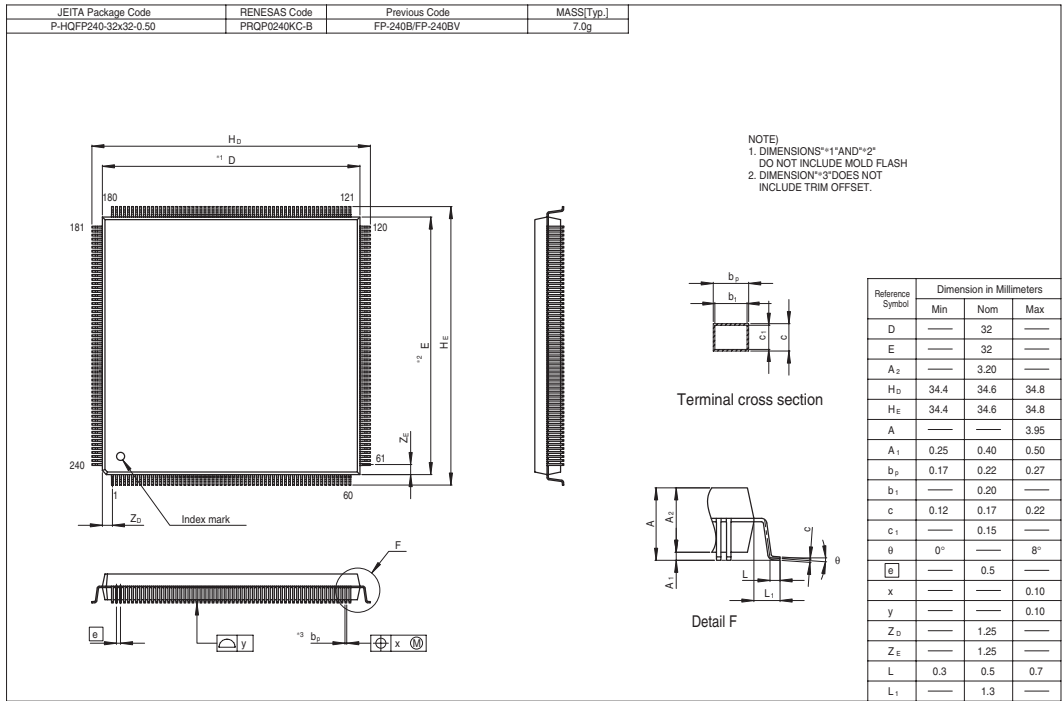 JEITA Package Code RENESAS Code Previous Code MASS[Typ.]
P-HQFP240-32x32-0.50 PRQP0240KC-B FP-240B/FP-240BV 7.0g
NOTE)
1. DIMENSIONS"*1"AND"*2"
DO NOT INCLUDE MOLD FLASH
2. DIMENSION"*3"DOES NOT
INCLUDE TRIM OFFSET.
HD
*1 D
180 121
181 120
*2 E
HE
ZE
240 61
1 60
ZD
Index mark
F
e
y
*3 bp
x M
bp
b1
c1
c
Terminal cross section
A
A2
A1
L
L1
c
θ
Detail F
Reference Symbol Dimension in Millimeters
Min Nom Max
D — 32 —
E — 32 —
A2 — 3.20 —
HD 34.4 34.6 34.8
HE 34.4 34.6 34.8
A — — 3.95
A1 0.25 0.40 0.50
bp 0.17 0.22 0.27
b1 — 0.20 —
c 0.12 0.17 0.22
c1 — 0.15 —
θ 0° — 8°
e — 0.5 —
x — — 0.10
y — — 0.10
ZD — 1.25 —
ZE — 1.25 —
L 0.3 0.5 0.7
L1 — 1.3 —